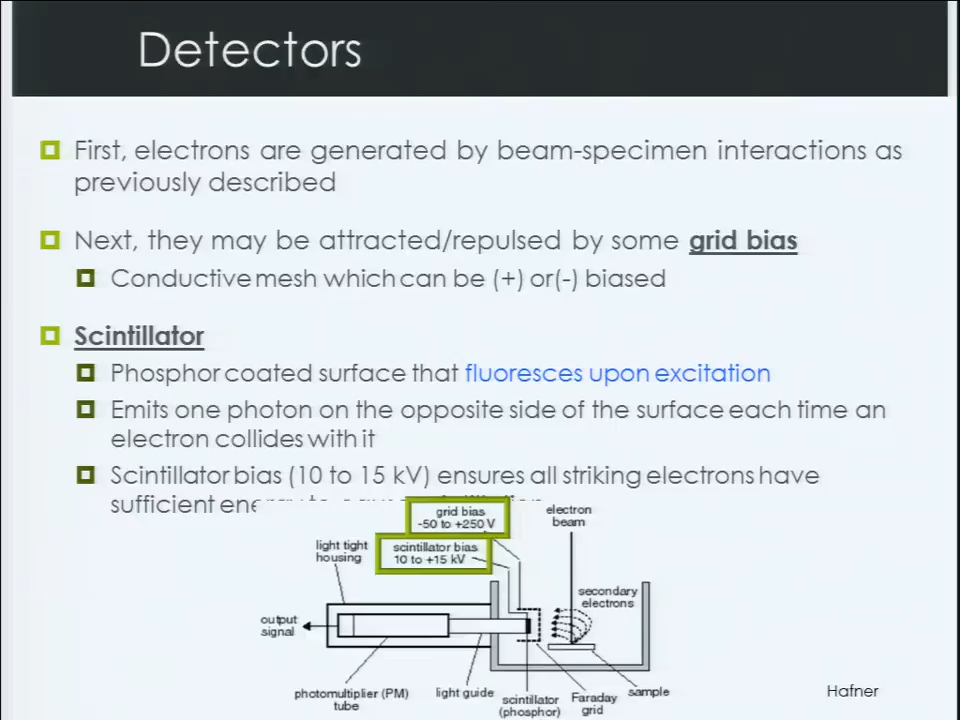 Detectors
First, electrons are generated by beam-specimen interactions as
previously described
Next, they may be attracted/repulsed by some grid bias
Conductive mesh which can be (+) or(-) biased
Scintillator
Phosphor coated surface that fluoresces upon excitation
Emits one photon on the opposite side of the surface each time an
electron collides with it
Scintillator bias (10 to 15 kV) ensures all striking electrons have
sufficient
grid bias
-50 to +250 V
electron
beam
light tight
housing
scintillator bias
10 to +15 kV
secondary
electrons
output
signal
photomultiplier (PM)
tube
light guide
scintillator
(phosphor)
Faraday
grid
sample
Hafner